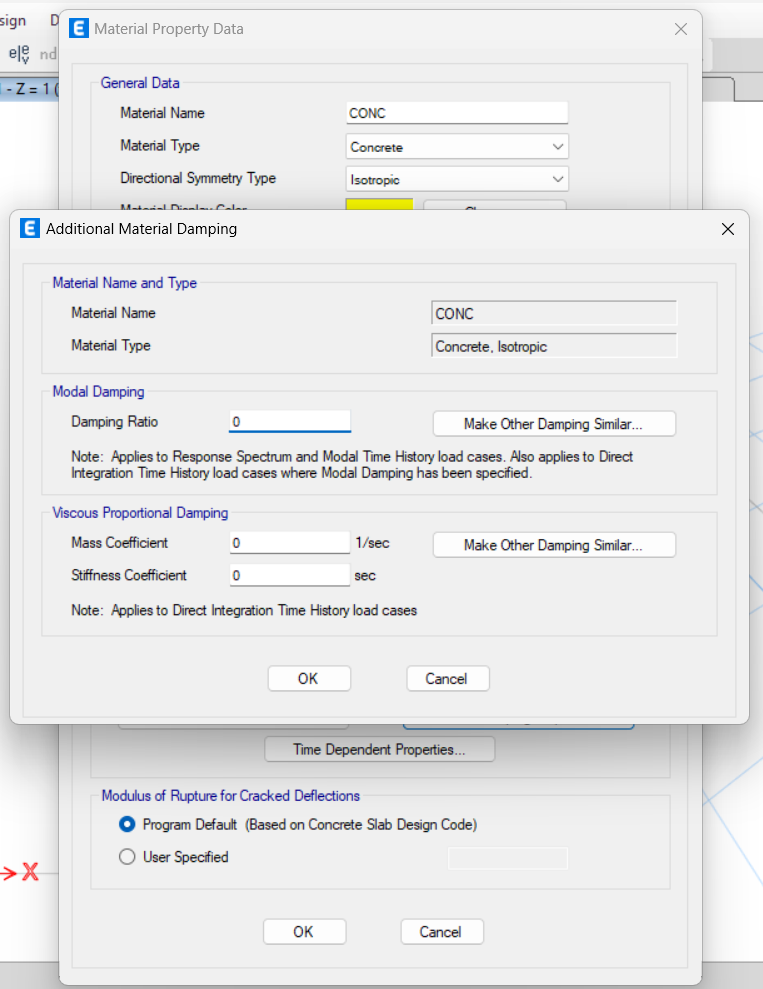 sign D
E Material Property Data
e|e
v
nd
- Z = 1 (
General Data
Material Name CONC
Material Type Concrete
Directional Symmetry Type Isotropic
Material Display Color
E Additional Material Damping
Material Name and Type
Material Name CONC
Material Type Concrete, Isotropic
Modal Damping
Damping Ratio 0 Make Other Damping Similar...
Note: Applies to Response Spectrum and Modal Time History load cases. Also applies to Direct
Integration Time History load cases where Modal Damping has been specified.
Viscous Proportional Damping
Mass Coefficient 0 1/sec Make Other Damping Similar...
Stiffness Coefficient 0 sec
Note: Applies to Direct Integration Time History load cases
OK Cancel
Time Dependent Properties...
Modulus of Rupture for Cracked Deflections
Program Default (Based on Concrete Slab Design Code)
User Specified
X
OK Cancel